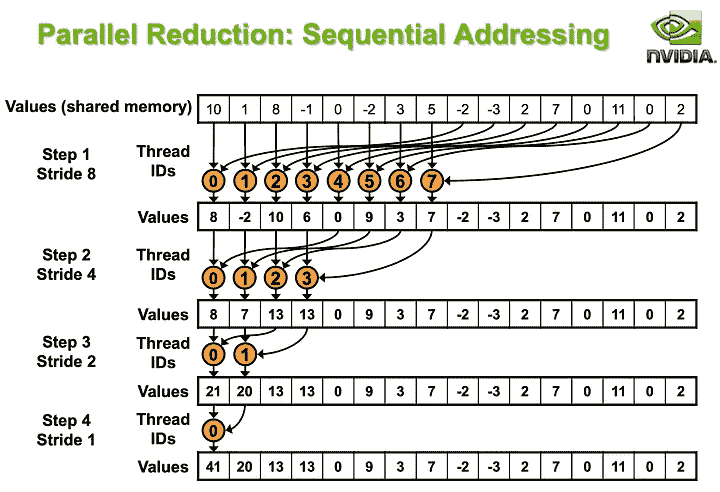 Parallel Reduction: Sequential Addressing
NVIDIA.
Values (shared memory) 10 1 8 -1 0 -2 3 5 -2 -3 2 7 0 11 0 2
Step 1 Thread
Stride 8 IDs 0 1 2 3 4 5 6 7
Values 8 -2 10 6 0 9 3 7 -2 -3 2 7 0 11 0 2
Step 2 Thread
Stride 4 IDs 0 1 2 3
Values 8 7 13 13 0 9 3 7 -2 -3 2 7 0 11 0 2
Step 3 Thread
Stride 2 IDs 0 1
Values 21 20 13 13 0 9 3 7 -2 -3 2 7 0 11 0 2
Step 4 Thread
Stride 1 IDs 0
Values 41 20 13 13 0 9 3 7 -2 -3 2 7 0 11 0 2